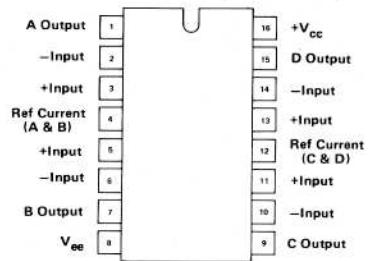 A Output 1
−Input 2
+Input 3
Ref Current
(A & B) 4
+Input 5
−Input 6
B Output 7
Vee 8
16 +Vcc
15 D Output
14 −Input
13 +Input
12 Ref Current
(C & D)
11 +Input
10 −Input
9 C Output